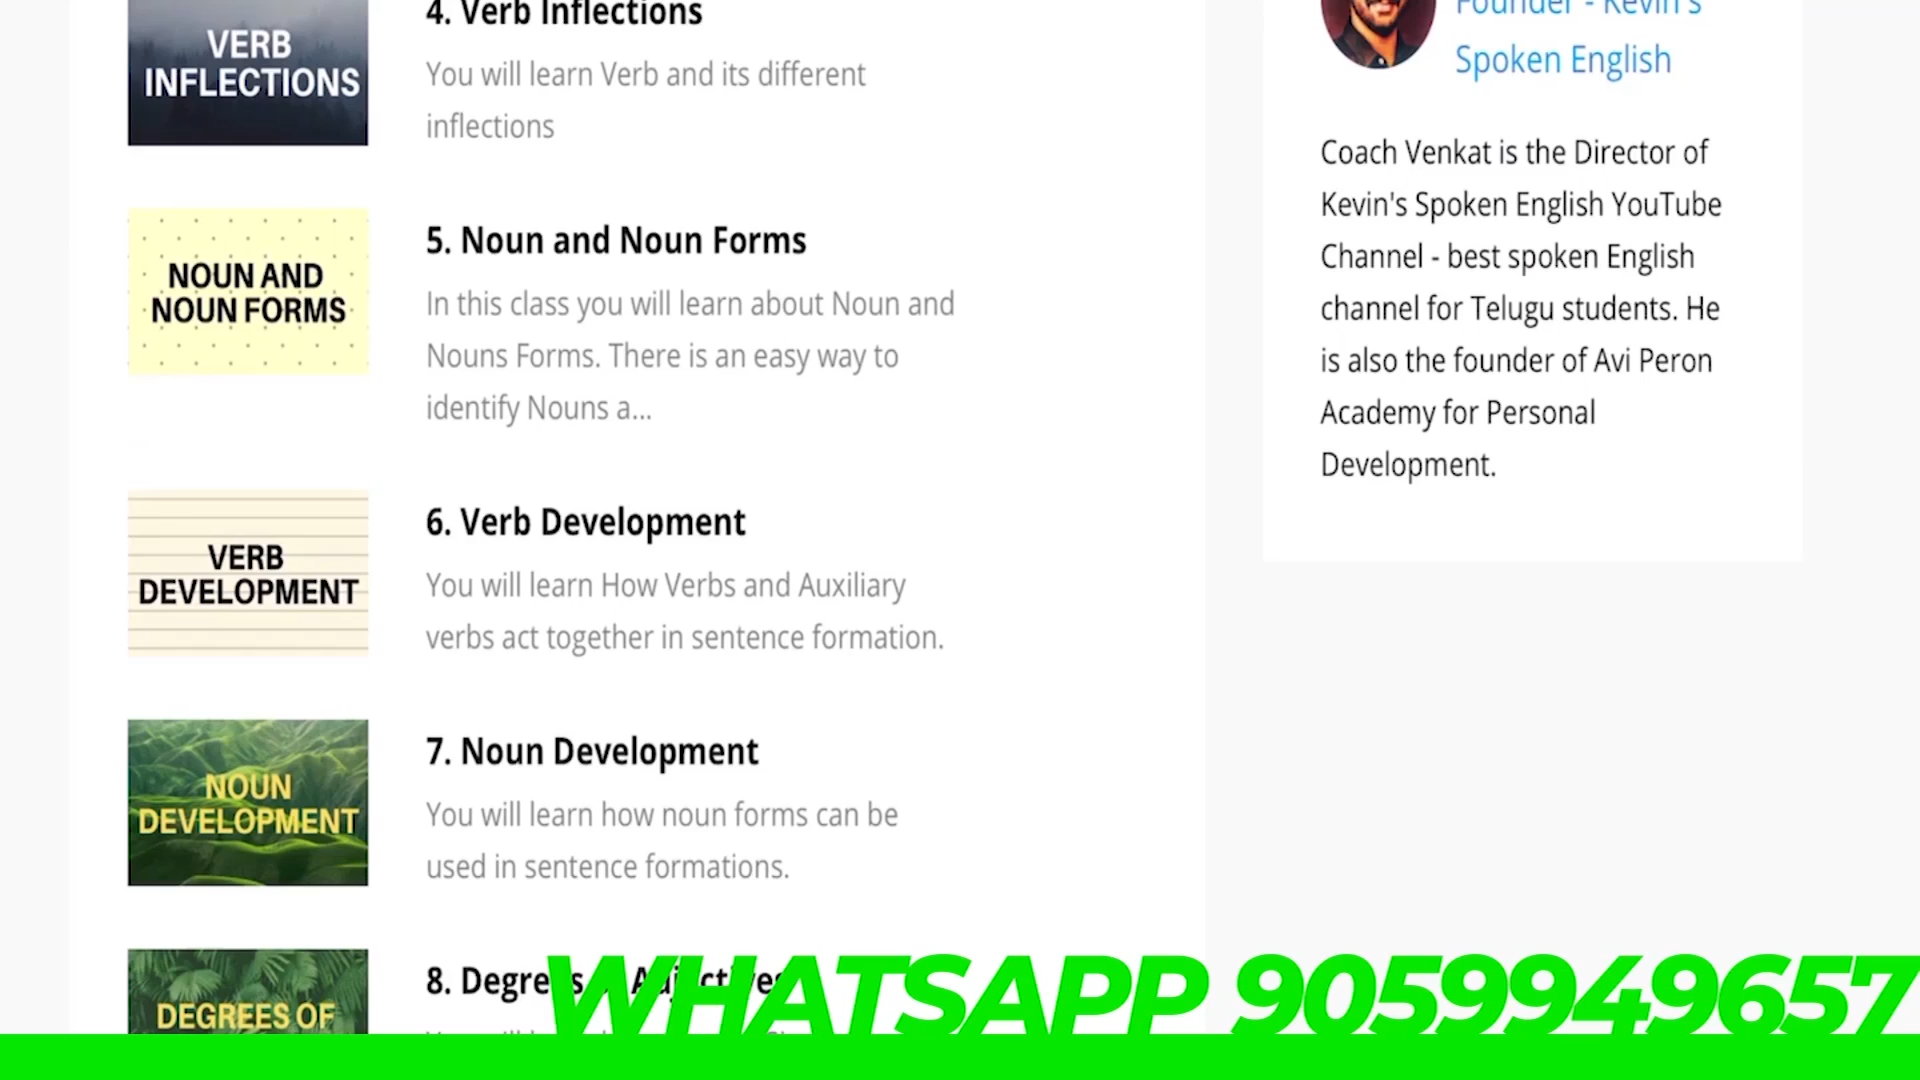 VERB
INFLECTIONS
4. Verb Inflections
You will learn Verb and its different
inflections
NOUN AND
NOUN FORMS
5. Noun and Noun Forms
In this class you will learn about Noun and
Nouns Forms. There is an easy way to
identify Nouns a...
VERB
DEVELOPMENT
6. Verb Development
You will learn How Verbs and Auxiliary
verbs act together in sentence formation.
NOUN
DEVELOPMENT
7. Noun Development
You will learn how noun forms can be
used in sentence formations.
DEGREES OF
8. Degrees Adjectives
Founder - Kevin's
Spoken English
Coach Venkat is the Director of
Kevin's Spoken English YouTube
Channel - best spoken English
channel for Telugu students. He
is also the founder of Avi Peron
Academy for Personal
Development.
WHATSAPP 9059949657